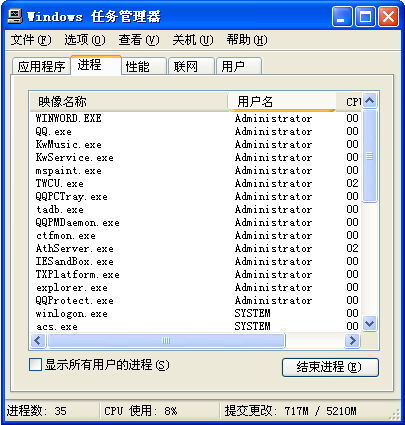 Windows 任务管理器
文件(F) 选项(O) 查看(V) 关机(U) 帮助(H)
应用程序 进程 性能 联网 用户
映像名称 用户名 CPU
WINWORD.EXE Administrator 00
QQ.exe Administrator 00
KwMusic.exe Administrator 00
KwService.exe Administrator 00
mspaint.exe Administrator 00
TWCU.exe Administrator 02
QQPCTray.exe Administrator 00
tadb.exe Administrator 00
QQPMDaemon.exe Administrator 00
ctfmon.exe Administrator 00
AthServer.exe Administrator 02
IESandBox.exe Administrator 00
TXPlatform.exe Administrator 00
explorer.exe Administrator 00
QQProtect.exe Administrator 00
winlogon.exe SYSTEM 00
acs.exe SYSTEM 00
显示所有用户的进程(S) 结束进程(E)
进程数: 35 CPU 使用: 8% 提交更改: 717M / 5210M